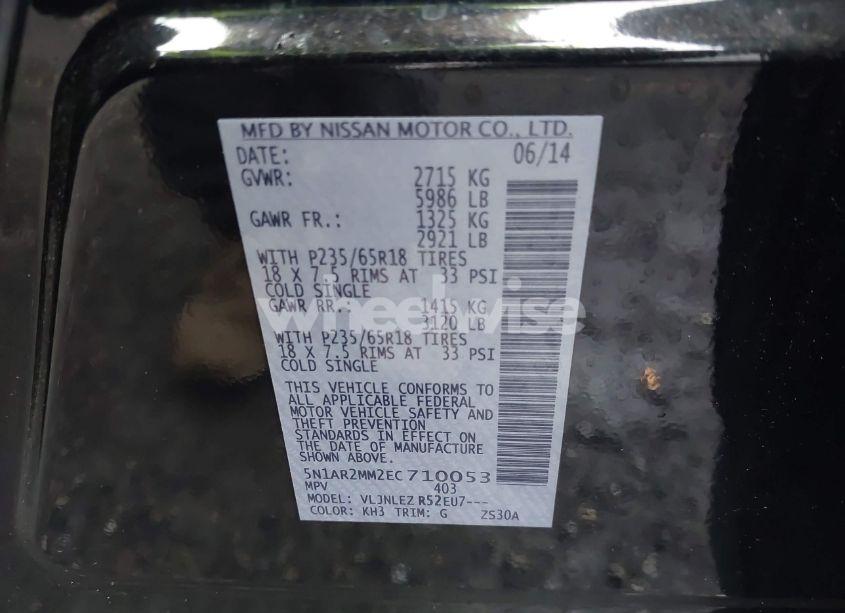 MFD BY NISSAN MOTOR CO., LTD.
DATE: 06/14
GVWR: 2715 KG
5986 LB
GAWR FR.: 1325 KG
2921 LB
WITH P235/65R18 TIRES
18 X 7.5 RIMS AT 33 PSI
COLD SINGLE
GAWR RR.: 1415 KG
3120 LB
WITH P235/65R18 TIRES
18 X 7.5 RIMS AT 33 PSI
COLD SINGLE
wheelwise
THIS VEHICLE CONFORMS TO
ALL APPLICABLE FEDERAL
MOTOR VEHICLE SAFETY AND
THEFT PREVENTION
STANDARDS IN EFFECT ON
THE DATE OF MANUFACTURE
SHOWN ABOVE.
5N1AR2MM2EC710053
MPV 403
MODEL: VLJNLEZ R52EU7---
COLOR: KH3 TRIM: G ZS30A